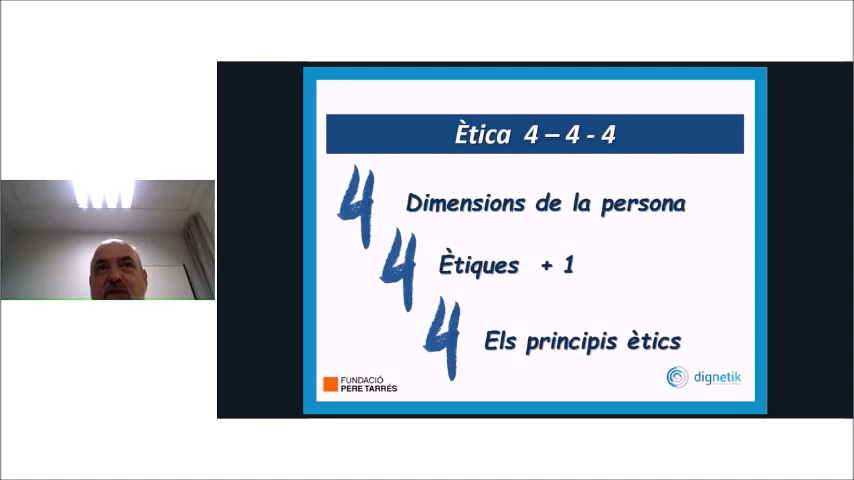 Ètica 4 – 4 - 4
4 Dimensions de la persona
4 Ètiques + 1
4 Els principis ètics
FUNDACIÓ
PERE TARRÉS
dignetik